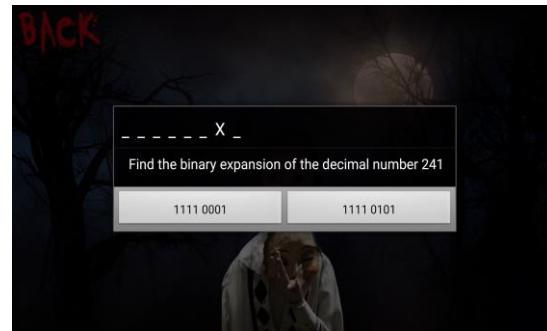 BACK
_ _ _ _ _ _ X _
Find the binary expansion of the decimal number 241
1111 0001
1111 0101